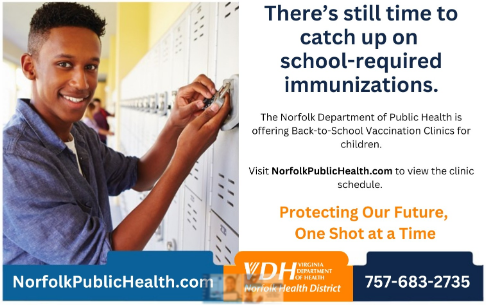 There's still time to
catch up on
school-required
immunizations.
The Norfolk Department of Public Health is
offering Back-to-School Vaccination Clinics for
children.
Visit NorfolkPublicHealth.com to view the clinic
schedule.
Protecting Our Future,
One Shot at a Time
NorfolkPublicHealth.com
VDH VIRGINIA
DEPARTMENT
OF HEALTH
Norfolk Health District
757-683-2735